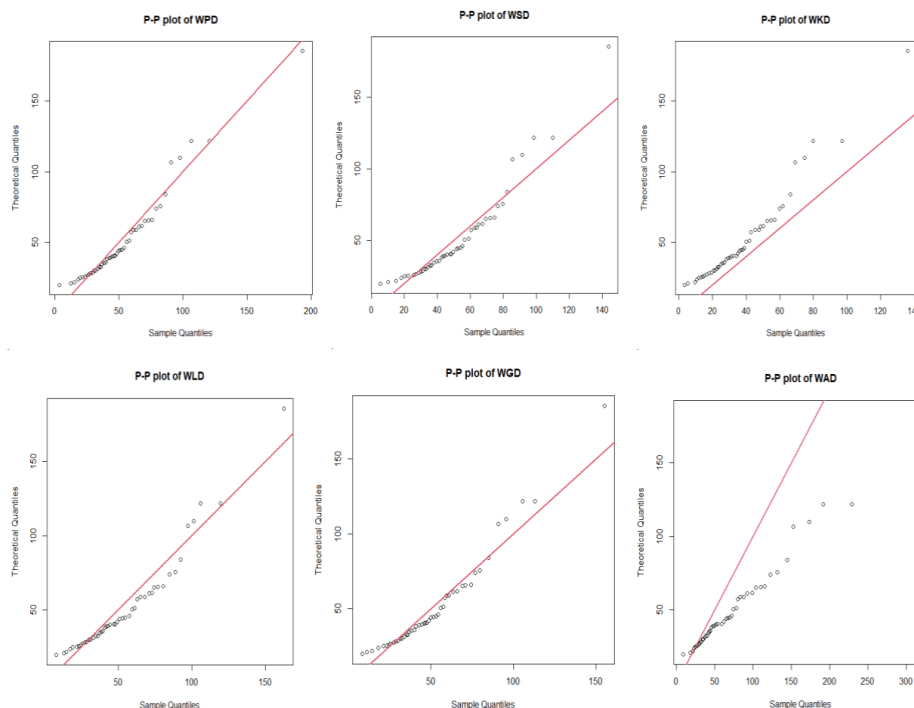 P-P plot of WPD
Theoretical Quantiles
50
100
150
0
50
100
150
200
Sample Quantiles
P-P plot of WSD
Theoretical Quantiles
50
100
150
0
20
40
60
80
100
120
140
Sample Quantiles
P-P plot of WKD
Theoretical Quantiles
50
100
150
0
20
40
60
80
100
120
Sample Quantiles
P-P plot of WLD
Theoretical Quantiles
50
100
150
50
100
150
Sample Quantiles
P-P plot of WGD
Theoretical Quantiles
50
100
150
50
100
150
Sample Quantiles
P-P plot of WAD
Theoretical Quantiles
50
100
150
0
50
100
150
200
250
300
Sample Quantiles